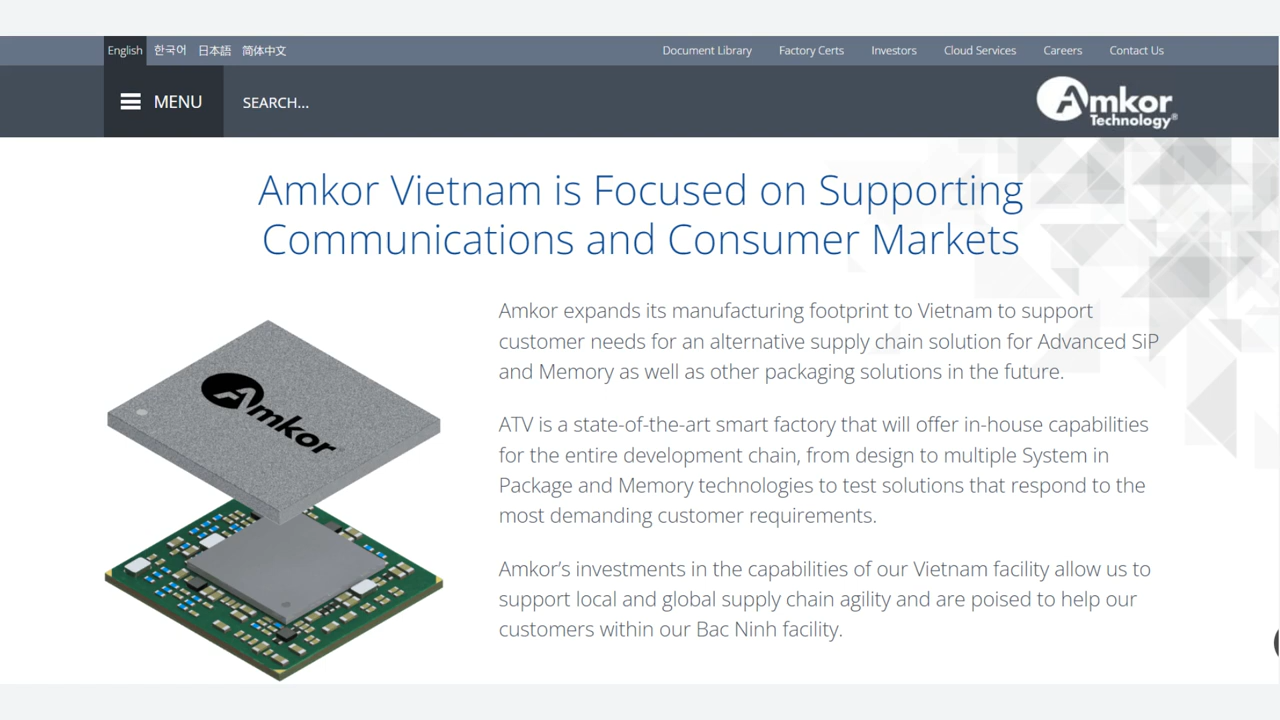 English 한국어 日本語 简体中文 Document Library Factory Certs Investors Cloud Services Careers Contact Us
MENU SEARCH... Amkor
Technology®
Amkor Vietnam is Focused on Supporting
Communications and Consumer Markets
Amkor expands its manufacturing footprint to Vietnam to support
customer needs for an alternative supply chain solution for Advanced SiP
and Memory as well as other packaging solutions in the future.
ATV is a state-of-the-art smart factory that will offer in-house capabilities
for the entire development chain, from design to multiple System in
Package and Memory technologies to test solutions that respond to the
most demanding customer requirements.
Amkor’s investments in the capabilities of our Vietnam facility allow us to
support local and global supply chain agility and are poised to help our
customers within our Bac Ninh facility.
Amkor